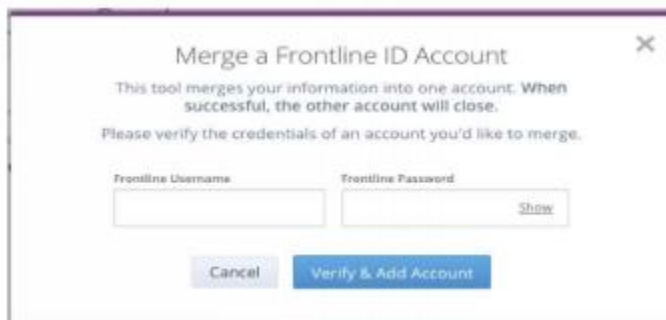 Merge a Frontline ID Account
This tool merges your information into one account. When
successful, the other account will close.
Please verify the credentials of an account you'd like to merge.
Frontline Username
Frontline Password
Show
Cancel
Verify & Add Account